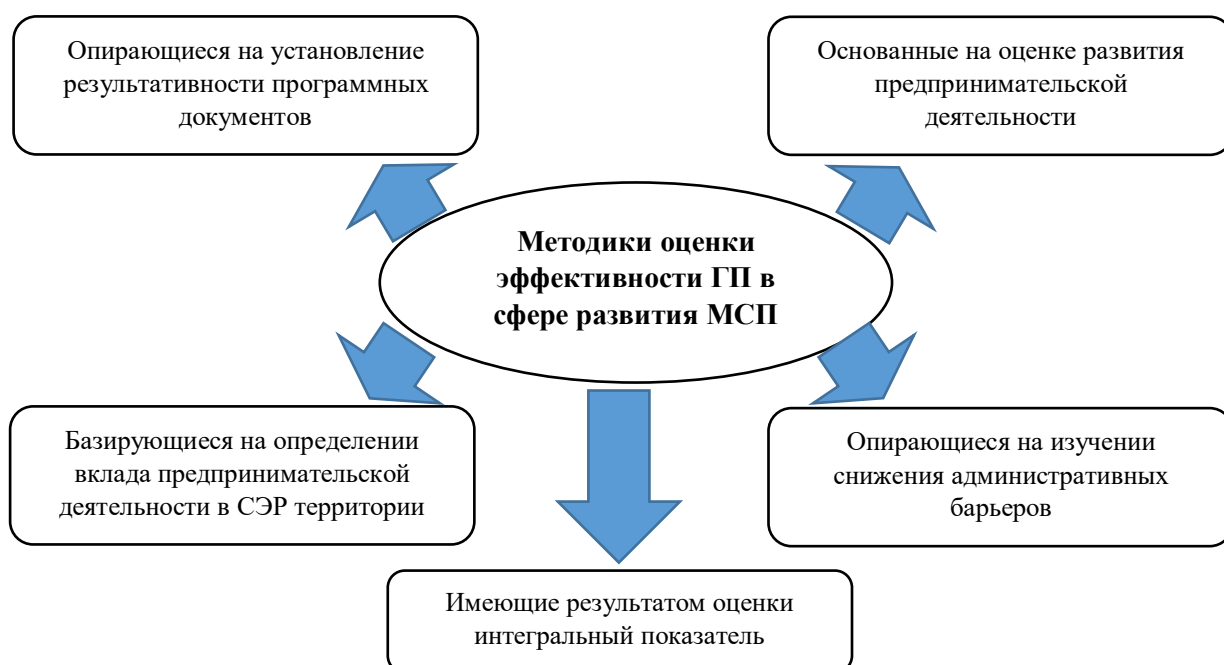 Опирающиеся на установление
результативности программных
документов
Основанные на оценке развития
предпринимательской
деятельности
Методики оценки
эффективности ГП в
сфере развития МСП
Базирующиеся на определении
вклада предпринимательской
деятельности в СЭР территории
Опирающиеся на изучении
снижения административных
барьеров
Имеющие результатом оценки
интегральный показатель